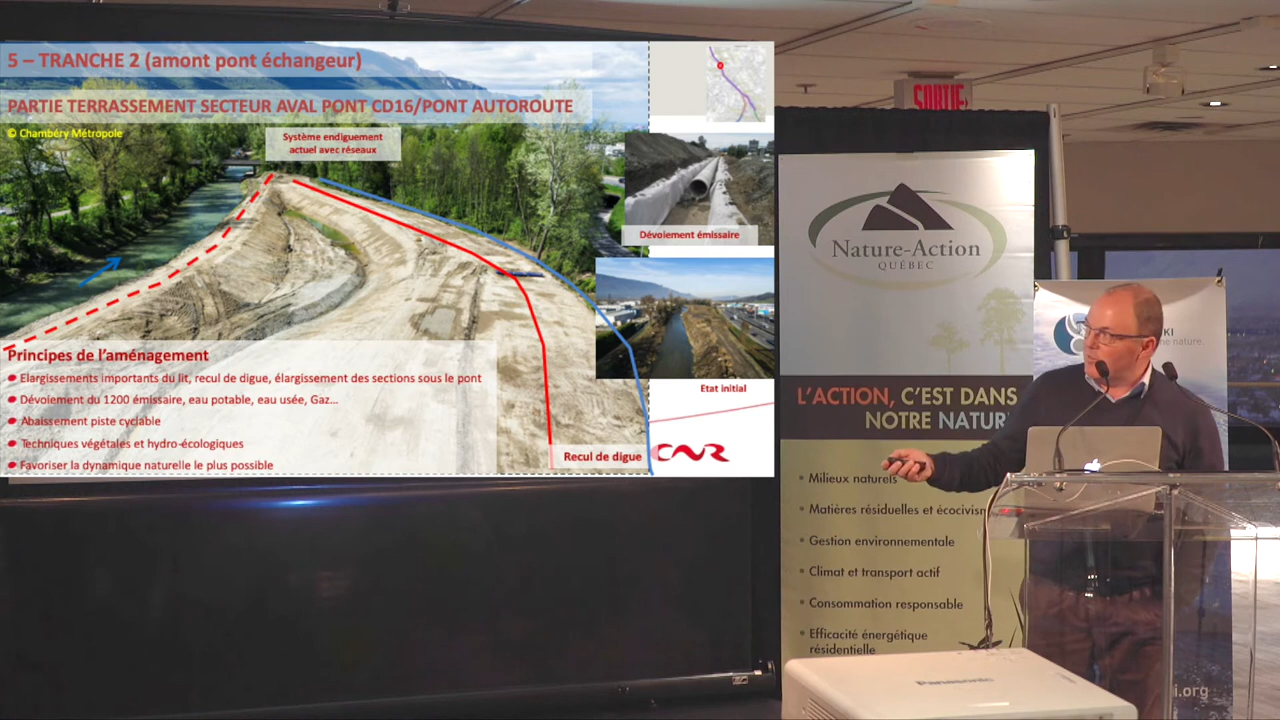 5 – TRANCHE 2 (amont pont échangeur)
PARTIE TERRASSEMENT SECTEUR AVAL PONT CD16/PONT AUTOROUTE
© Chambéry Métropole
Système endiguement
actuel avec réseaux
Dévoiement émissaire
Etat initial
Principes de l'aménagement
Elargissements importants du lit, recul de digue, élargissement des sections sous le pont
Dévoiement du 1200 émissaire, eau potable, eau usée, Gaz...
Abaissement piste cyclable
Techniques végétales et hydro-écologiques
Favoriser la dynamique naturelle le plus possible
Recul de digue
CNR
SORTIE
Nature-Action
QUÉBEC
L'ACTION, C'EST DANS
NOTRE NATUR
• Milieux naturels
• Matières résiduelles et écocivism
• Gestion environnementale
• Climat et transport actif
• Consommation responsable
• Efficacité énergétique
résidentielle
KI
ne nature.
i.org
Panasonic